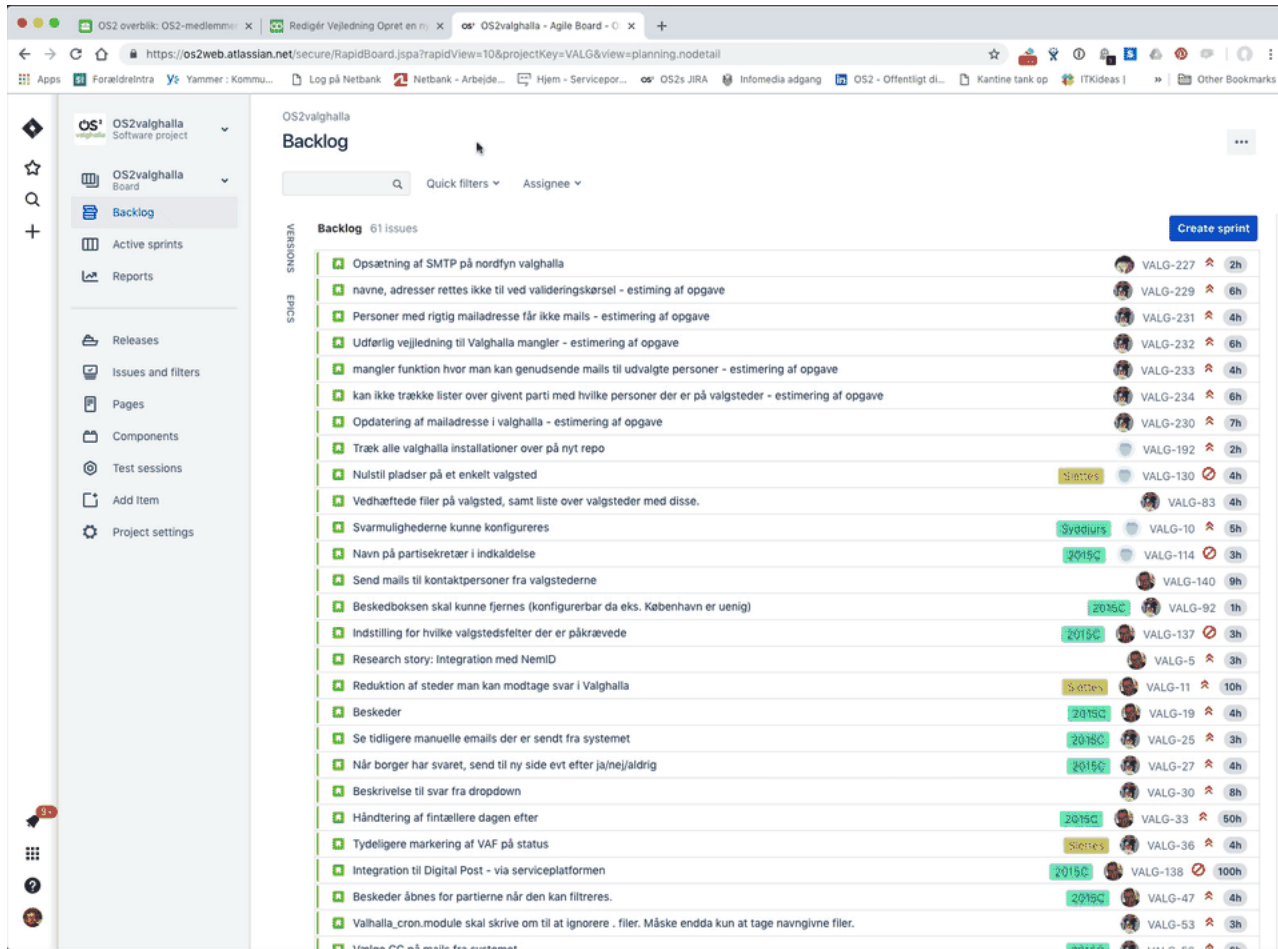 OS2 overblik: OS2-medlemme
Redigér Vejledning Opret en ny
OS2valghalla - Agile Board - O
https://os2web.atlassian.net/secure/RapidBoard.jspa?rapidView=10&projectKey=VALG&view=planning.nodetail
Apps
ForældreIntra
Yammer : Kommu...
Log på Netbank
Netbank - Arbejde...
Hjem - Servicepor...
OS2s JIRA
Infomedia adgang
OS2 - Offentligt di...
Kantine tank op
ITKideas |
»
Other Bookmarks
OS²
valghalla
OS2valghalla
Software project
OS2valghalla
Board
Backlog
Active sprints
Reports
Releases
Issues and filters
Pages
Components
Test sessions
Add Item
Project settings
9+
OS2valghalla
Backlog
Quick filters
Assignee
VERSIONS
EPICS
Backlog 61 issues
Create sprint
Opsætning af SMTP på nordfyn valghalla VALG-227 2h
navne, adresser rettes ikke til ved valideringskørsel - estiming af opgave VALG-229 6h
Personer med rigtig mailadresse får ikke mails - estimering af opgave VALG-231 4h
Udførlig vejjledning til Valghalla mangler - estimering af opgave VALG-232 6h
mangler funktion hvor man kan genudsende mails til udvalgte personer - estimering af opgave VALG-233 4h
kan ikke trække lister over givent parti med hvilke personer der er på valgsteder - estimering af opgave VALG-234 6h
Opdatering af mailadresse i valghalla - estimering af opgave VALG-230 7h
Træk alle valghalla installationer over på nyt repo VALG-192 2h
Nulstil pladser på et enkelt valgsted Slettes VALG-130 4h
Vedhæftede filer på valgsted, samt liste over valgsteder med disse. VALG-83 4h
Svarmulighederne kunne konfigureres Syddjurs VALG-10 5h
Navn på partisekretær i indkaldelse 2015C VALG-114 3h
Send mails til kontaktpersoner fra valgstederne VALG-140 9h
Beskedboksen skal kunne fjernes (konfigurerbar da eks. København er uenig) 2015C VALG-92 1h
Indstilling for hvilke valgstedsfelter der er påkrævede 2015C VALG-137 3h
Research story: Integration med NemID VALG-5 3h
Reduktion af steder man kan modtage svar i Valghalla Slettes VALG-11 10h
Beskeder 2015C VALG-19 4h
Se tidligere manuelle emails der er sendt fra systemet 2015C VALG-25 3h
Når borger har svaret, send til ny side evt efter ja/nej/aldrig 2015C VALG-27 4h
Beskrivelse til svar fra dropdown VALG-30 8h
Håndtering af fintællere dagen efter 2015C VALG-33 50h
Tydeligere markering af VAF på status Slettes VALG-36 4h
Integration til Digital Post - via serviceplatformen 2015C VALG-138 100h
Beskeder åbnes for partierne når den kan filtreres. 2015C VALG-47 4h
Valhalla_cron.module skal skrive om til at ignorere . filer. Måske endda kun at tage navngivne filer. VALG-53 3h